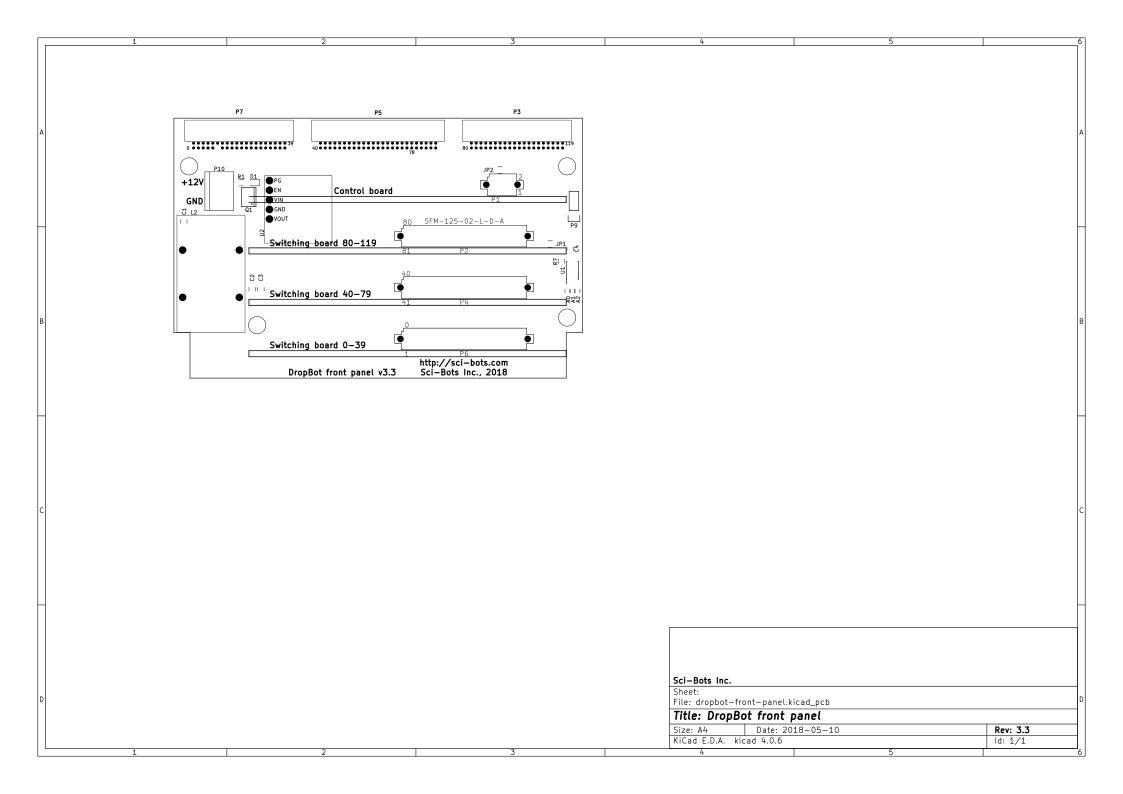 1 2 3 4 5 6
A A
P7 P5 P3
0 39 40 78 80 119
P10
+12V
R1 D1
GND
Q1
C1 L2
PG
EN
VIN
GND
VOUT
U2
Control board
JP2
2
1
P1
P9
80 SFM-125-02-L-D-A
Switching board 80-119
81 P2
JP1
C4
R7
U1
A0
A1
A2
C2 C3
40
Switching board 40-79
41 P4
0
Switching board 0-39
1 P6
http://sci-bots.com
DropBot front panel v3.3 Sci-Bots Inc., 2018
B B
C C
D D
Sci-Bots Inc.
Sheet:
File: dropbot-front-panel.kicad_pcb
Title: DropBot front panel
Size: A4 Date: 2018-05-10 Rev: 3.3
KiCad E.D.A. kicad 4.0.6 Id: 1/1
1 2 3 4 5 6